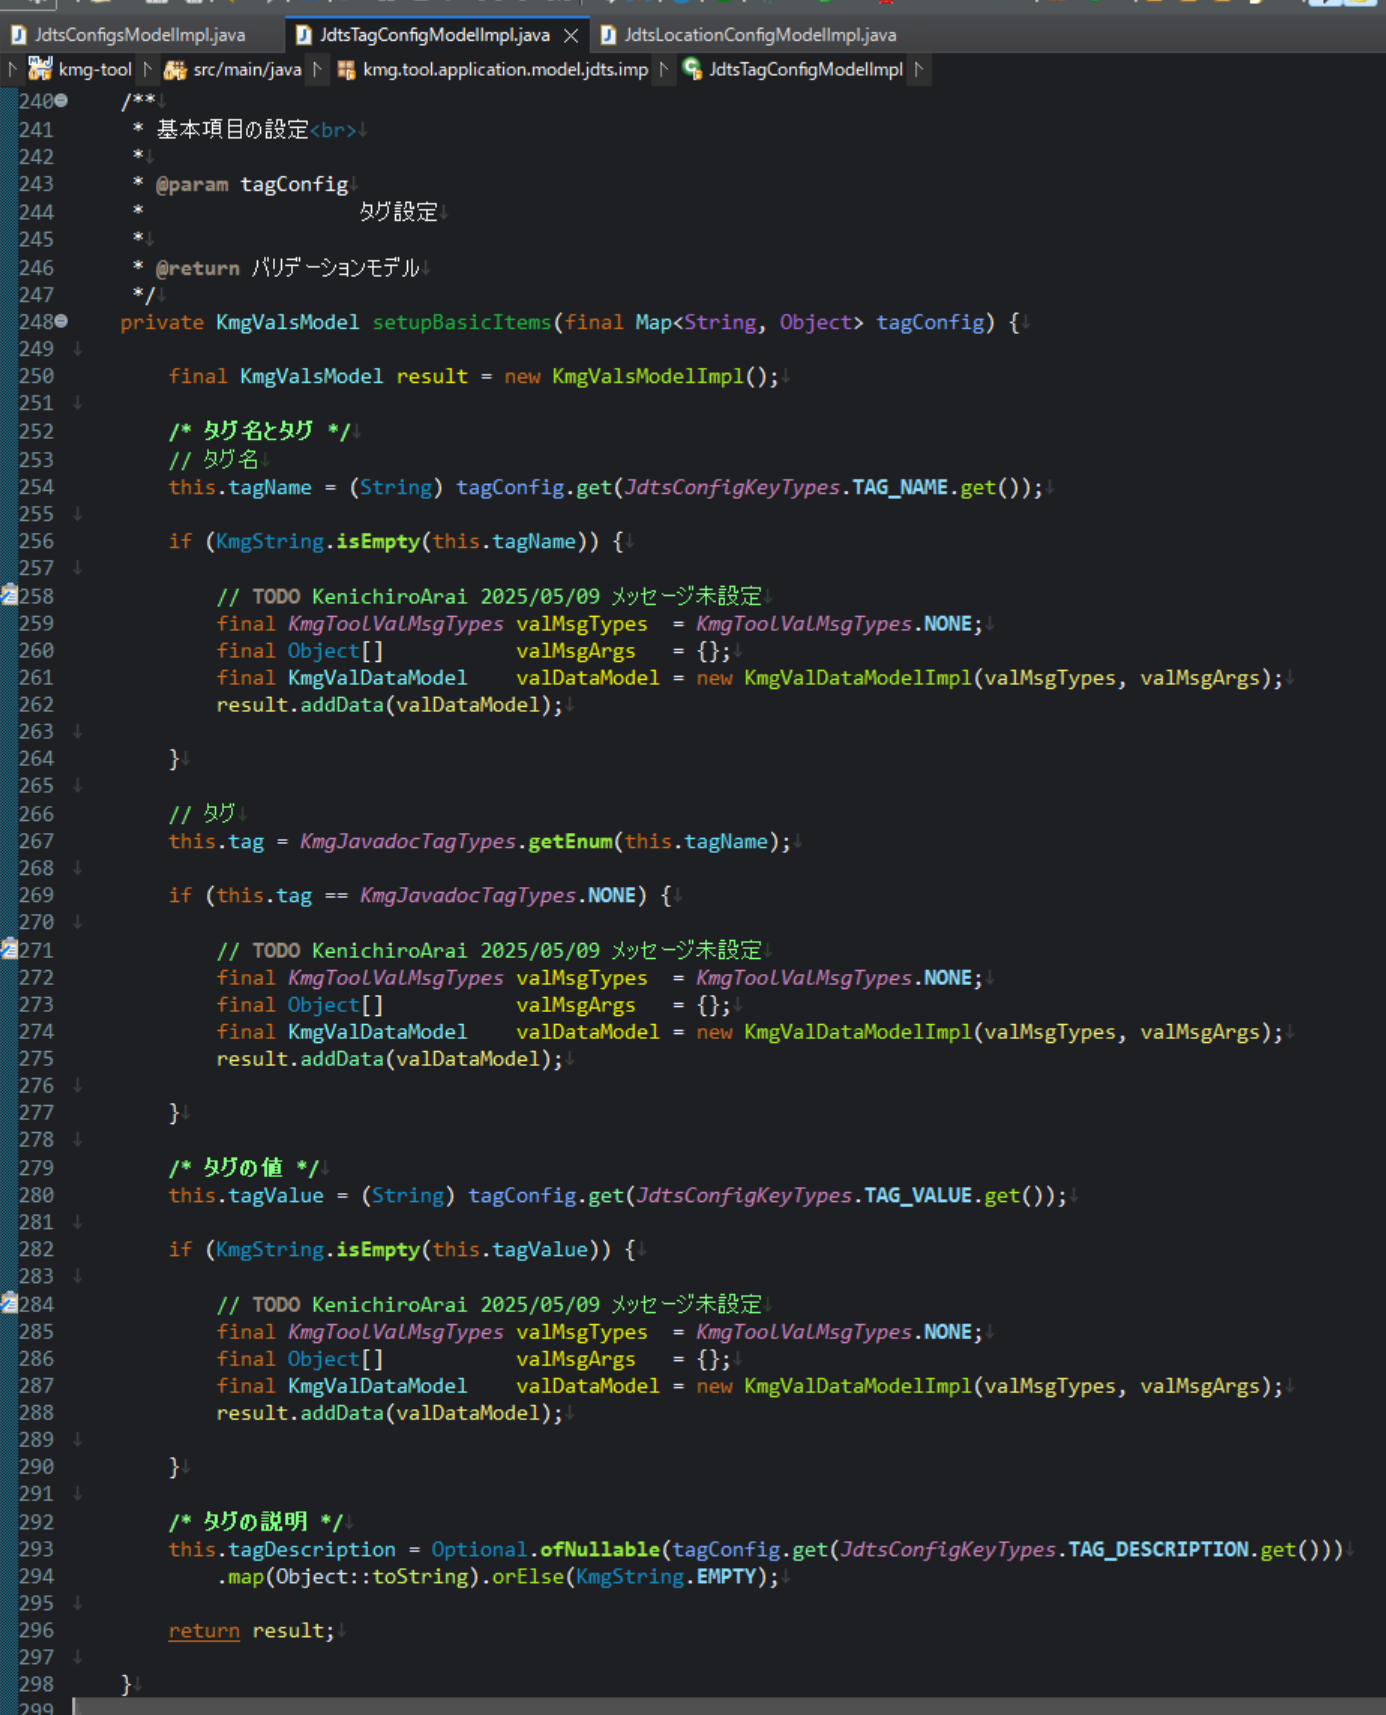 JdtsConfigsModelImpl.java JdtsTagConfigModelImpl.java JdtsLocationConfigModelImpl.java
kmg-tool src/main/java kmg.tool.application.model.jdts.imp JdtsTagConfigModelImpl
240 /**↓
241 * 基本項目の設定<br>↓
242 *↓
243 * @param tagConfig↓
244 * タグ設定↓
245 *↓
246 * @return バリデーションモデル↓
247 */↓
248 private KmgValsModel setupBasicItems(final Map<String, Object> tagConfig) {↓
249 ↓
250 final KmgValsModel result = new KmgValsModelImpl();↓
251 ↓
252 /* タグ名とタグ */↓
253 // タグ名↓
254 this.tagName = (String) tagConfig.get(JdtsConfigKeyTypes.TAG_NAME.get());↓
255 ↓
256 if (KmgString.isEmpty(this.tagName)) {↓
257 ↓
258 // TODO KenichiroArai 2025/05/09 メッセージ未設定↓
259 final KmgToolValMsgTypes valMsgTypes = KmgToolValMsgTypes.NONE;↓
260 final Object[] valMsgArgs = {};↓
261 final KmgValDataModel valDataModel = new KmgValDataModelImpl(valMsgTypes, valMsgArgs);↓
262 result.addData(valDataModel);↓
263 ↓
264 }↓
265 ↓
266 // タグ↓
267 this.tag = KmgJavadocTagTypes.getEnum(this.tagName);↓
268 ↓
269 if (this.tag == KmgJavadocTagTypes.NONE) {↓
270 ↓
271 // TODO KenichiroArai 2025/05/09 メッセージ未設定↓
272 final KmgToolValMsgTypes valMsgTypes = KmgToolValMsgTypes.NONE;↓
273 final Object[] valMsgArgs = {};↓
274 final KmgValDataModel valDataModel = new KmgValDataModelImpl(valMsgTypes, valMsgArgs);↓
275 result.addData(valDataModel);↓
276 ↓
277 }↓
278 ↓
279 /* タグの値 */↓
280 this.tagValue = (String) tagConfig.get(JdtsConfigKeyTypes.TAG_VALUE.get());↓
281 ↓
282 if (KmgString.isEmpty(this.tagValue)) {↓
283 ↓
284 // TODO KenichiroArai 2025/05/09 メッセージ未設定↓
285 final KmgToolValMsgTypes valMsgTypes = KmgToolValMsgTypes.NONE;↓
286 final Object[] valMsgArgs = {};↓
287 final KmgValDataModel valDataModel = new KmgValDataModelImpl(valMsgTypes, valMsgArgs);↓
288 result.addData(valDataModel);↓
289 ↓
290 }↓
291 ↓
292 /* タグの説明 */↓
293 this.tagDescription = Optional.ofNullable(tagConfig.get(JdtsConfigKeyTypes.TAG_DESCRIPTION.get()))↓
294 .map(Object::toString).orElse(KmgString.EMPTY);↓
295 ↓
296 return result;↓
297 ↓
298 }↓
299